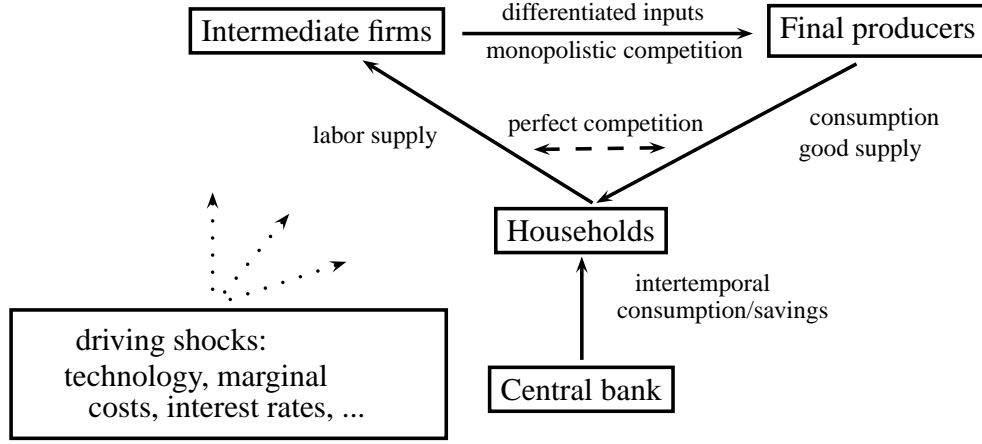 Intermediate firms
differentiated inputs
monopolistic competition
Final producers
labor supply
perfect competition
consumption
good supply
Households
intertemporal
consumption/savings
driving shocks:
technology, marginal
costs, interest rates, ...
Central bank